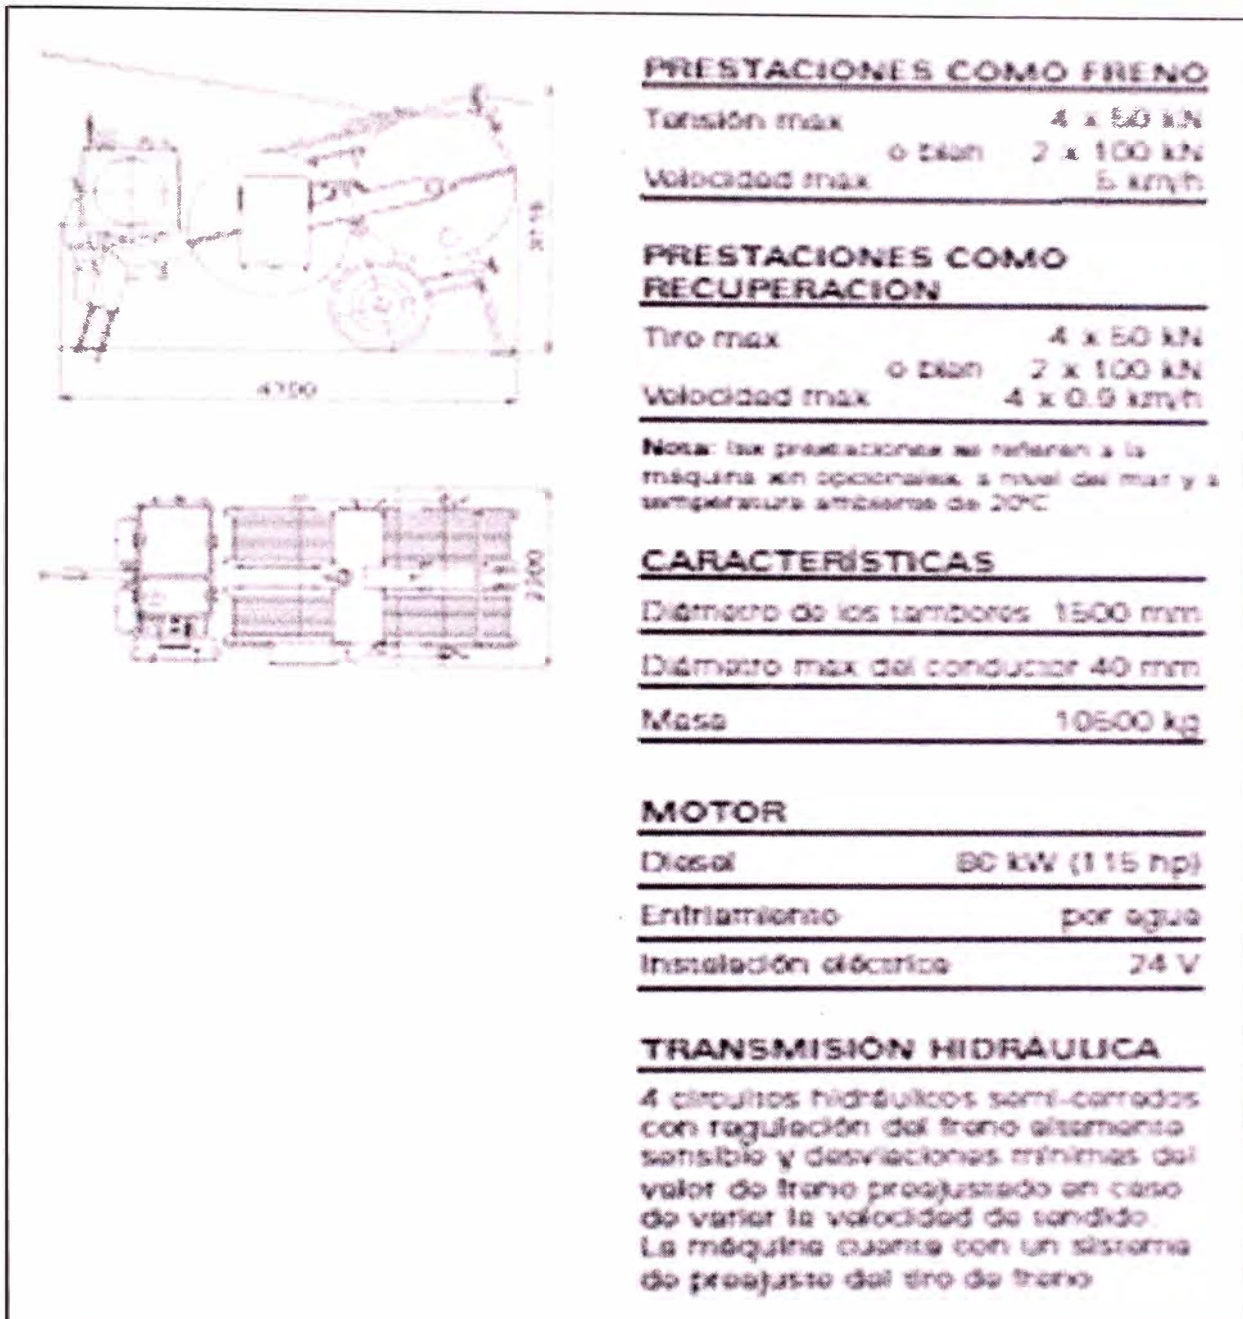 PRESTACIONES COMO FRENO
Tensión max 4 x 50 kN
o bien 2 x 100 kN
Velocidad max 5 km/h
PRESTACIONES COMO
RECUPERACIÓN
Tiro max 4 x 50 kN
o bien 2 x 100 kN
Velocidad max 4 x 0.9 km/h
Nota: las prestaciones se refieren a la
máquina sin opcionales, a nivel del mar y a
temperatura ambiente de 20°C
CARACTERÍSTICAS
Diámetro de los tambores 1500 mm
Diámetro max del conductor 40 mm
Masa 10500 kg
MOTOR
Diesel kW (115 hp)
Enfriamiento por agua
Instalación eléctrica 24 V
TRANSMISIÓN HIDRÁULICA
4 circuitos hidráulicos semi-cerrados
con regulación del freno altamente
sensible y desviaciones mínimas del
valor de freno preajustado en caso
de variar la velocidad de tendido
La máquina cuenta con un sistema
de preajuste del tiro de freno
2200